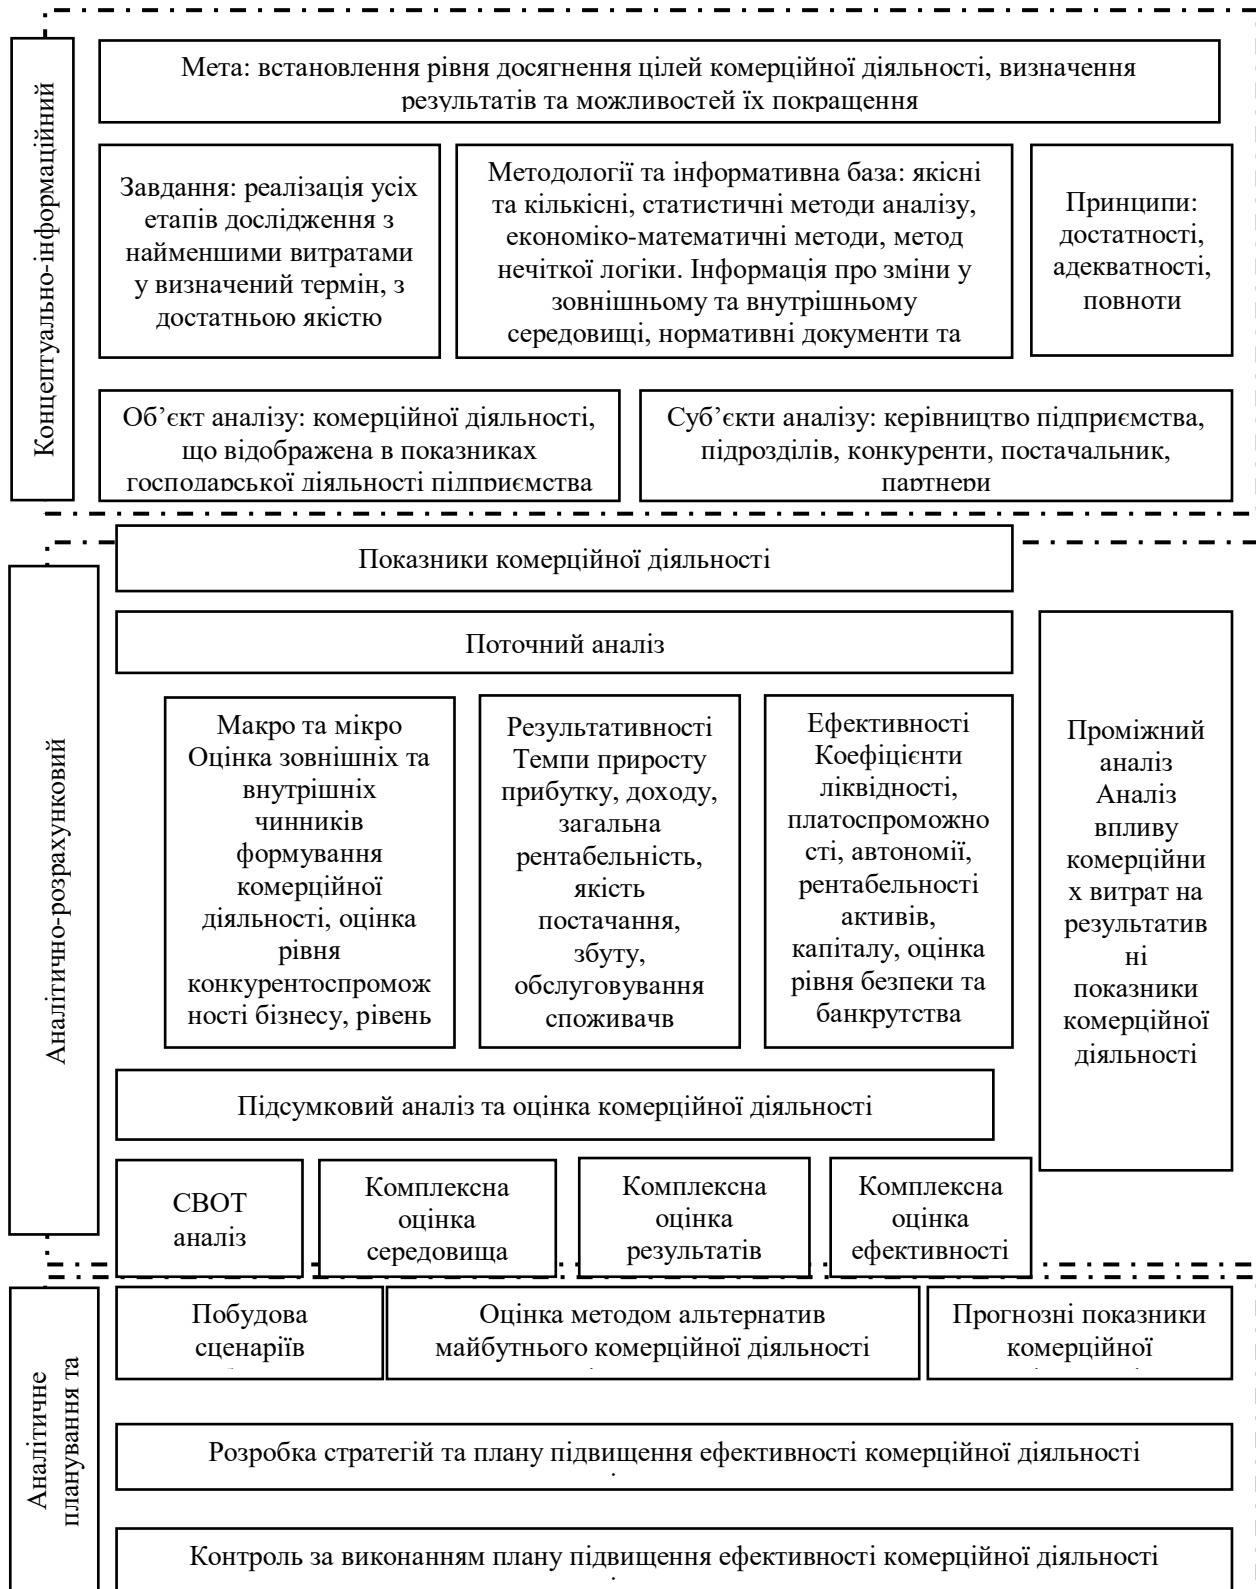 Концептуально-інформаційний
Мета: встановлення рівня досягнення цілей комерційної діяльності, визначення
результатів та можливостей їх покращення
Завдання: реалізація усіх
етапів дослідження з
найменшими витратами
у визначений термін, з
достатньою якістю
Методології та інформативна база: якісні
та кількісні, статистичні методи аналізу,
економіко-математичні методи, метод
нечіткої логіки. Інформація про зміни у
зовнішньому та внутрішньому
середовищі, нормативні документи та
Принципи:
достатності,
адекватності,
повноти
Об’єкт аналізу: комерційної діяльності,
що відображена в показниках
господарської діяльності підприємства
Суб’єкти аналізу: керівництво підприємства,
підрозділів, конкуренти, постачальник,
партнери
Аналітично-розрахунковий
Показники комерційної діяльності
Поточний аналіз
Макро та мікро
Оцінка зовнішніх та
внутрішніх
чинників
формування
комерційної
діяльності, оцінка
рівня
конкурентоспромож
ності бізнесу, рівень
Результативності
Темпи приросту
прибутку, доходу,
загальна
рентабельність,
якість
постачання,
збуту,
обслуговування
споживачв
Ефективності
Коефіцієнти
ліквідності,
платоспроможно
сті, автономії,
рентабельності
активів,
капіталу, оцінка
рівня безпеки та
банкрутства
Проміжний
аналіз
Аналіз
впливу
комерційни
х витрат на
результатив
ні
показники
комерційної
діяльності
Підсумковий аналіз та оцінка комерційної діяльності
СВОТ
аналіз
Комплексна
оцінка
середовища
Комплексна
оцінка
результатів
Комплексна
оцінка
ефективності
Аналітичне
планування та
Побудова
сценаріїв
Оцінка методом альтернатив
майбутнього комерційної діяльності
Прогнозні показники
комерційної
Розробка стратегій та плану підвищення ефективності комерційної діяльності
Контроль за виконанням плану підвищення ефективності комерційної діяльності